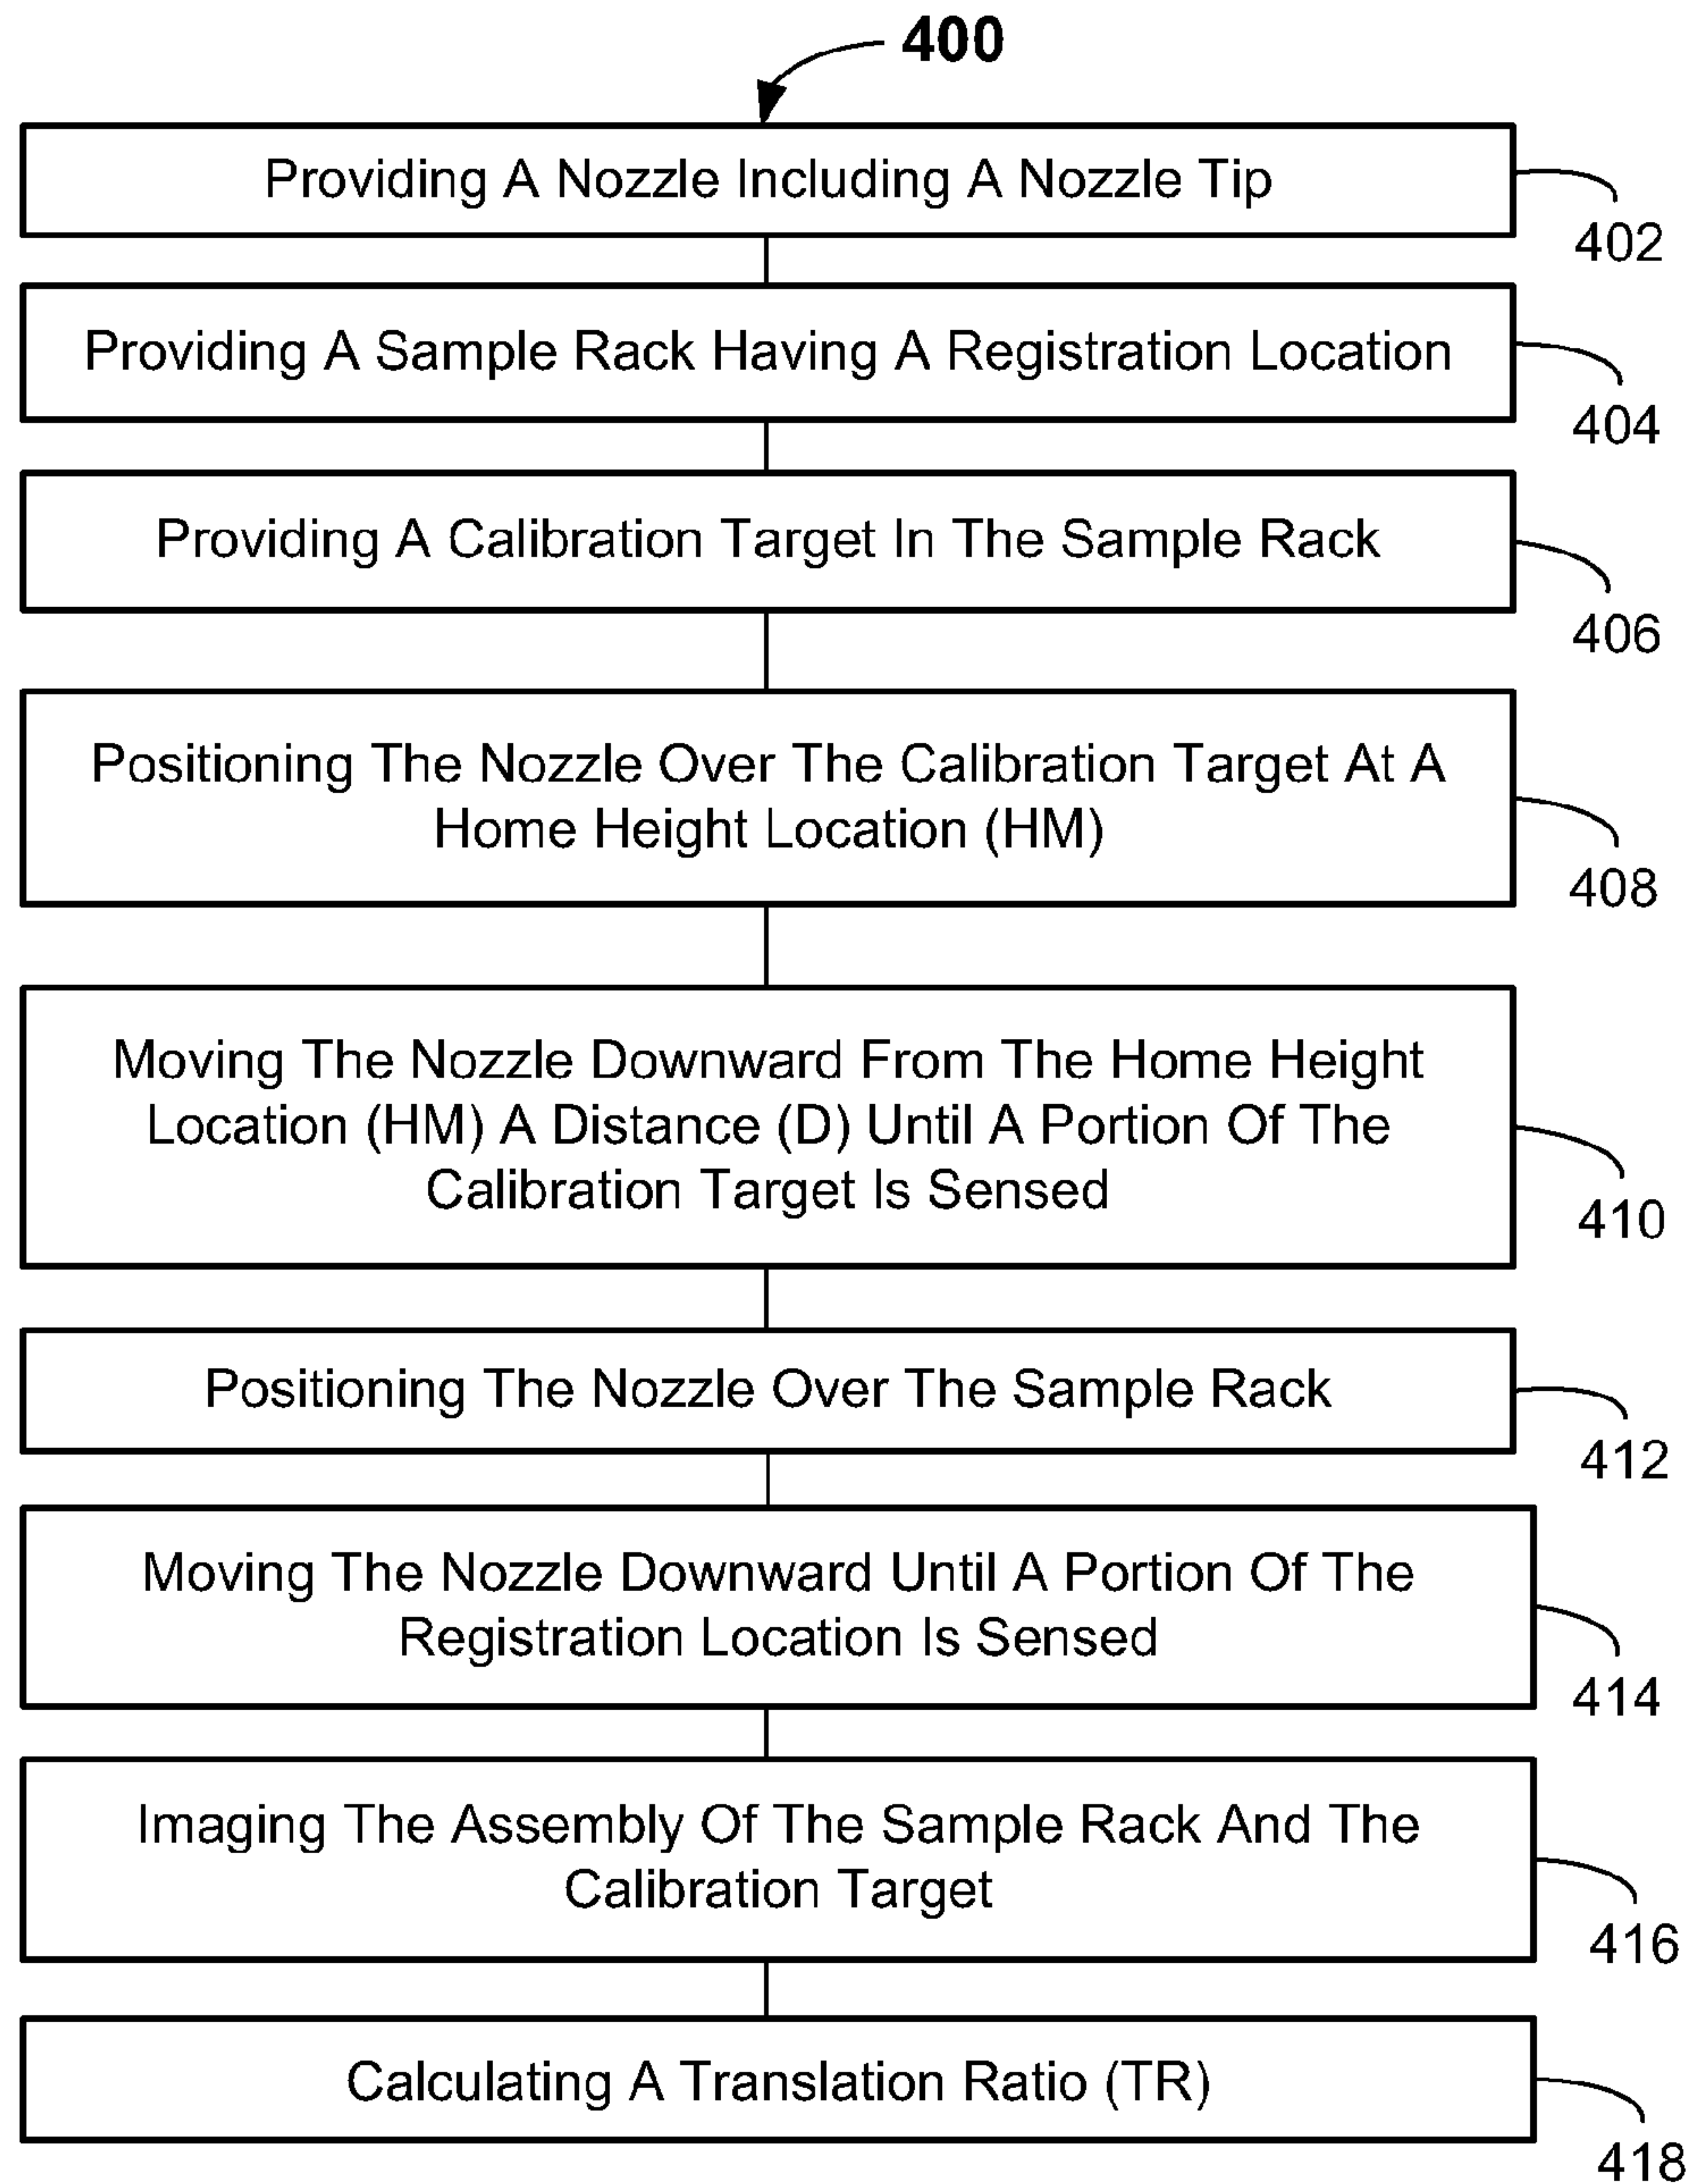 400
Providing A Nozzle Including A Nozzle Tip
402
Providing A Sample Rack Having A Registration Location
404
Providing A Calibration Target In The Sample Rack
406
Positioning The Nozzle Over The Calibration Target At A
Home Height Location (HM)
408
Moving The Nozzle Downward From The Home Height
Location (HM) A Distance (D) Until A Portion Of The
Calibration Target Is Sensed
410
Positioning The Nozzle Over The Sample Rack
412
Moving The Nozzle Downward Until A Portion Of The
Registration Location Is Sensed
414
Imaging The Assembly Of The Sample Rack And The
Calibration Target
416
Calculating A Translation Ratio (TR)
418